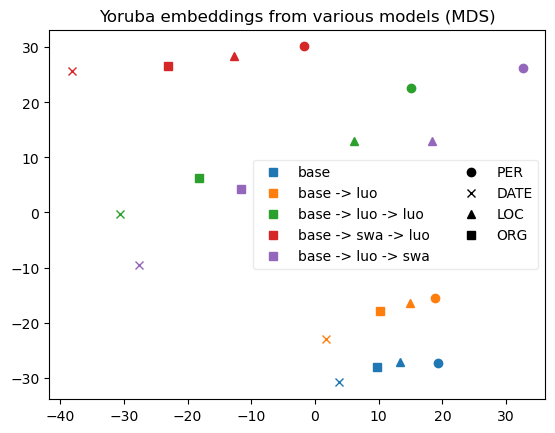 Yoruba embeddings from various models (MDS)
30
20
10
0
−10
−20
−30
base
base -> luo
base -> luo -> luo
base -> swa -> luo
base -> luo -> swa
PER
DATE
LOC
ORG
−40 −30 −20 −10 0 10 20 30